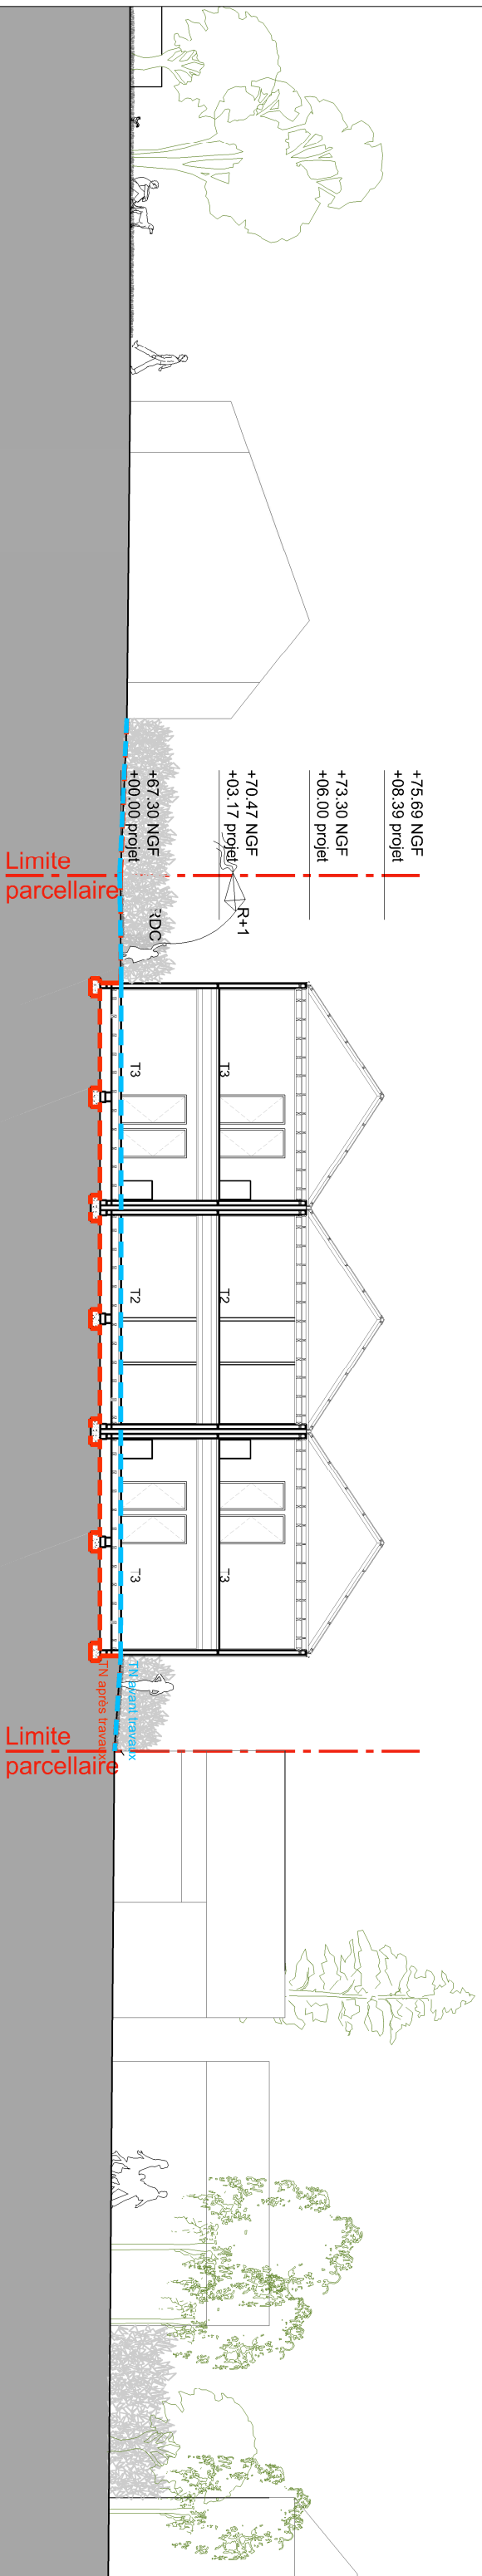 +75.69 NGF
+08.39 projet
+73.30 NGF
+06.00 projet
+70.47 NGF
+03.17 projet
R+1
+67.30 NGF
+00.00 projet
RDC
Limite
parcellaire
T3
T3
T2
T2
T3
T3
TN avant travaux
TN après travaux
Limite
parcellaire